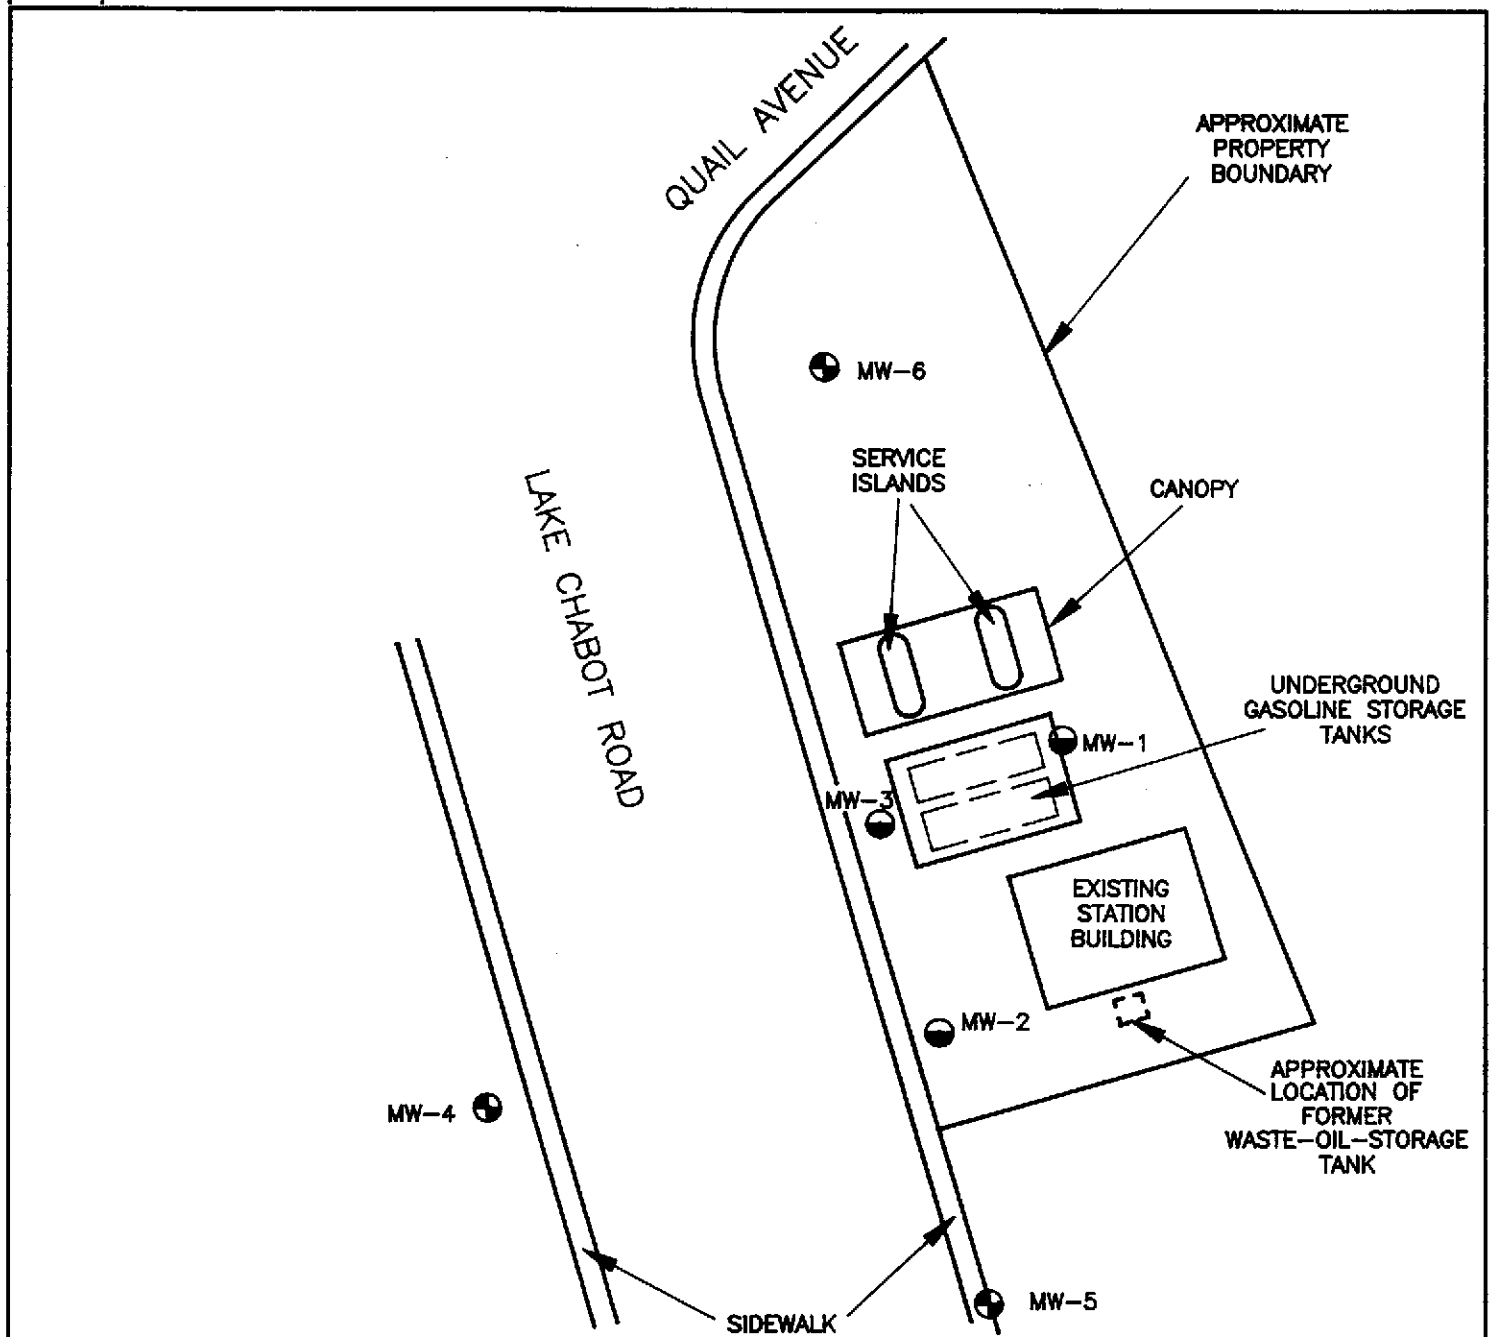 QUAIL AVENUE
APPROXIMATE
PROPERTY
BOUNDARY
MW-6
SERVICE
ISLANDS
CANOPY
LAKE CHABOT ROAD
UNDERGROUND
GASOLINE STORAGE
TANKS
MW-1
MW-3
EXISTING
STATION
BUILDING
MW-2
APPROXIMATE
LOCATION OF
FORMER
WASTE-OIL-STORAGE
TANK
MW-4
MW-5
SIDEWALK